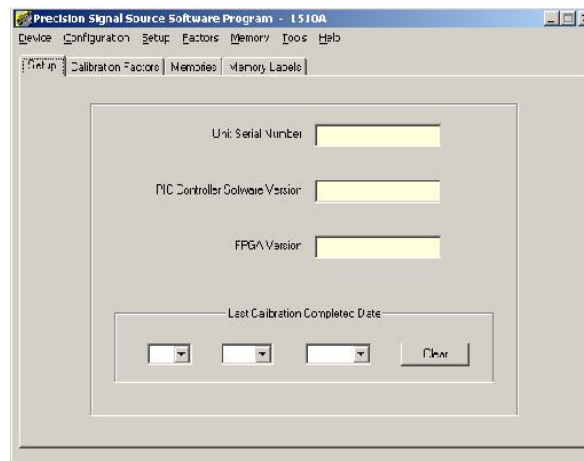 Precision Signal Source Software Program - 1510A
Device Configuration Setup Factors Memory Tools Help
Setup Calibration Factors Memories Memory Labels
Unit Serial Number
PIC Controller Software Version
FPGA Version
Last Calibration Completed Date
Clear